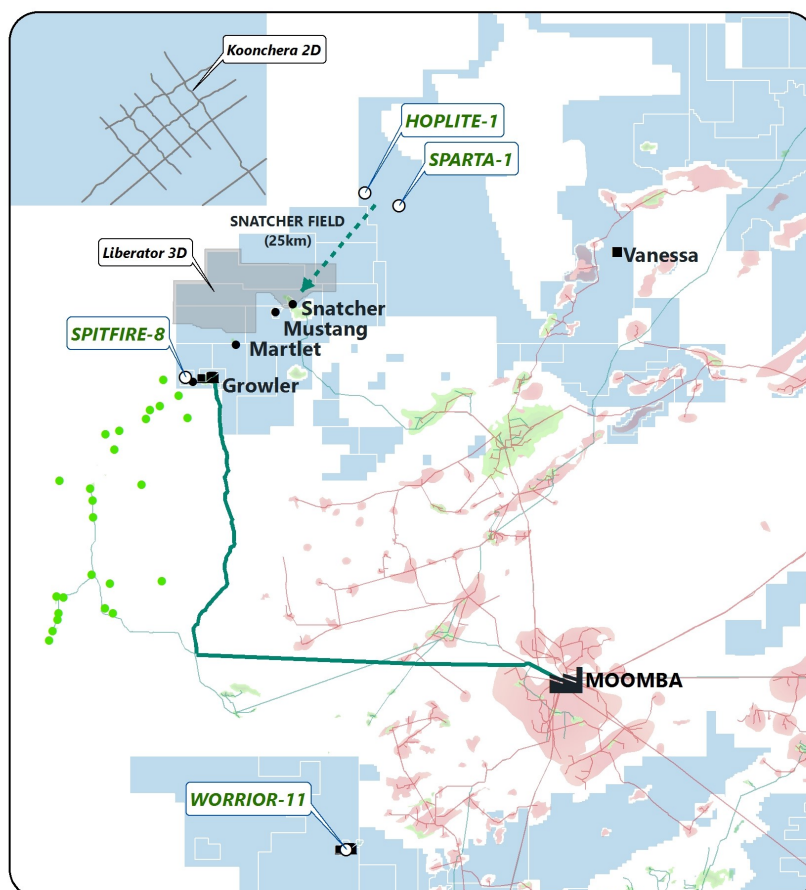 Koonchera 2D
HOPLITE-1
SPARTA-1
SNATCHER FIELD
(25km)
Liberator 3D
Vanessa
Snatcher
Mustang
SPITFIRE-8
Martlet
Growler
MOOMBA
WORRIOR-11